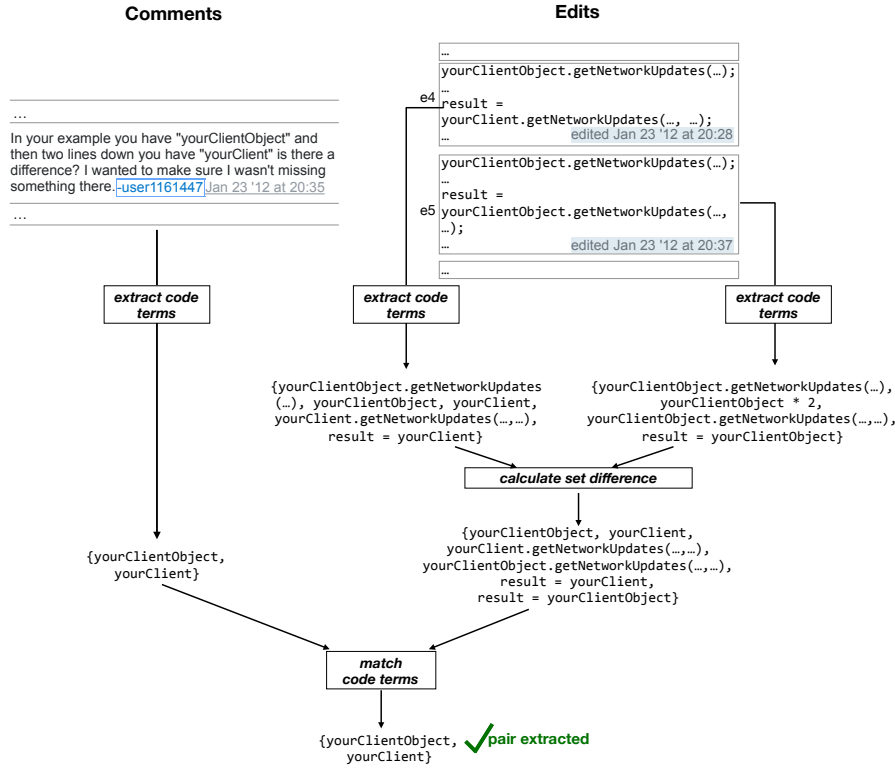 Comments
Edits
…
In your example you have "yourClientObject" and
then two lines down you have "yourClient" is there a
difference? I wanted to make sure I wasn't missing
something there.-user1161447 Jan 23 '12 at 20:35
…
…
e4
yourClientObject.getNetworkUpdates(…);
…
result =
yourClient.getNetworkUpdates(…, …);
…
edited Jan 23 '12 at 20:28
e5
yourClientObject.getNetworkUpdates(…);
…
result =
yourClientObject.getNetworkUpdates(…,
…);
…
edited Jan 23 '12 at 20:37
…
extract code
terms
extract code
terms
extract code
terms
{yourClientObject.getNetworkUpdates
(…), yourClientObject, yourClient,
yourClient.getNetworkUpdates(…,…),
result = yourClient}
{yourClientObject.getNetworkUpdates(…),
yourClientObject * 2,
yourClientObject.getNetworkUpdates(…,…),
result = yourClientObject}
calculate set difference
{yourClientObject, yourClient,
yourClient.getNetworkUpdates(…,…),
yourClientObject.getNetworkUpdates(…,…),
result = yourClient,
result = yourClientObject}
{yourClientObject,
yourClient}
match
code terms
{yourClientObject,
yourClient}
pair extracted